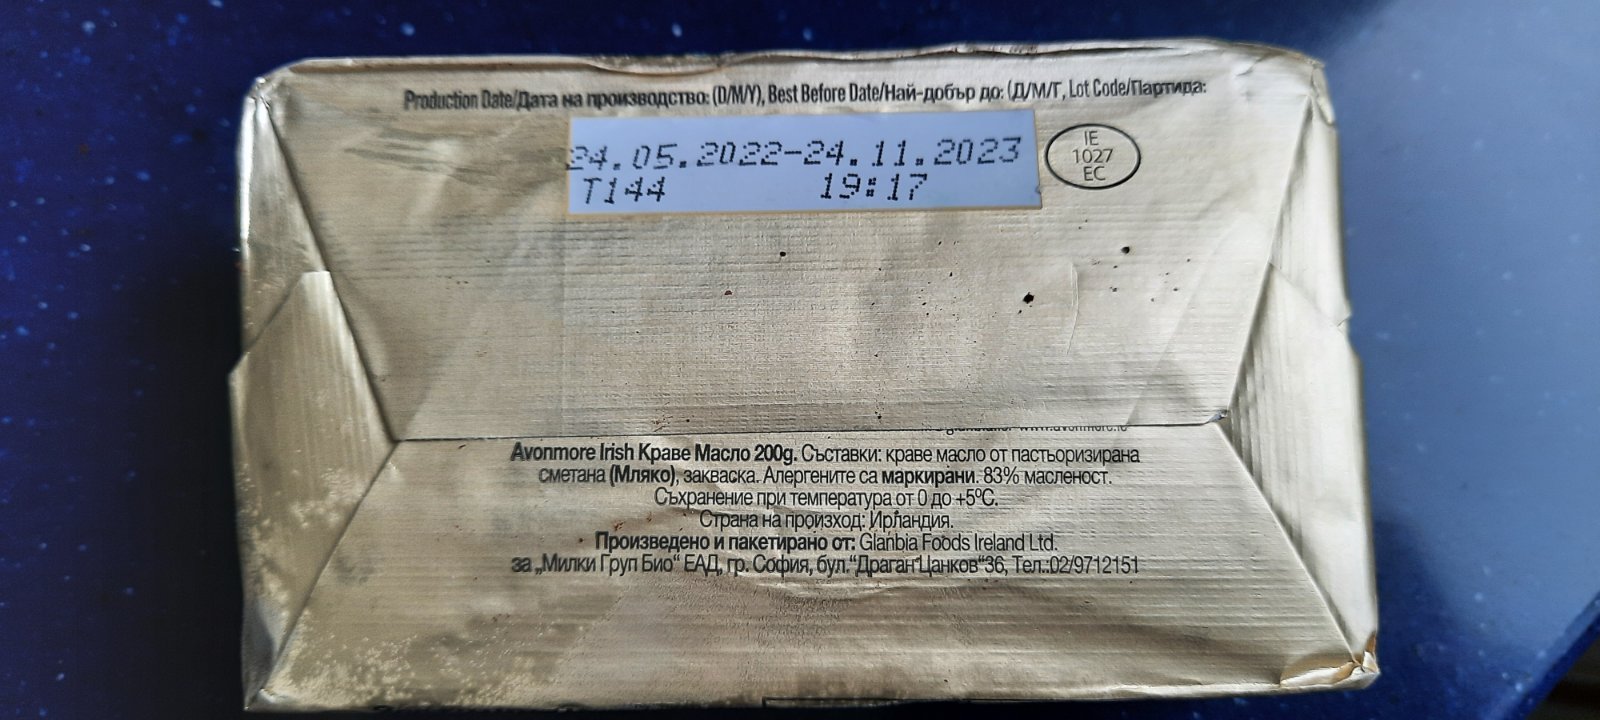 Production Date/Дата на производство: (D/M/Y), Best Before Date/Най-добър до: (Д/М/Г, Lot Code/Партида:
24.05.2022-24.11.2023
T144 19:17
IE
1027
EC
Avonmore Irish Краве Масло 200g. Съставки: краве масло от пастьоризирана
сметана (Мляко), закваска. Алергените са маркирани. 83% масленост.
Съхранение при температура от 0 до +5ºC.
Страна на произход: Ирландия.
Произведено и пакетирано от: Glanbia Foods Ireland Ltd.
за „Милки Груп Био“ ЕАД, гр. София, бул.“Драган Цанков“36, Тел.:02/9712151